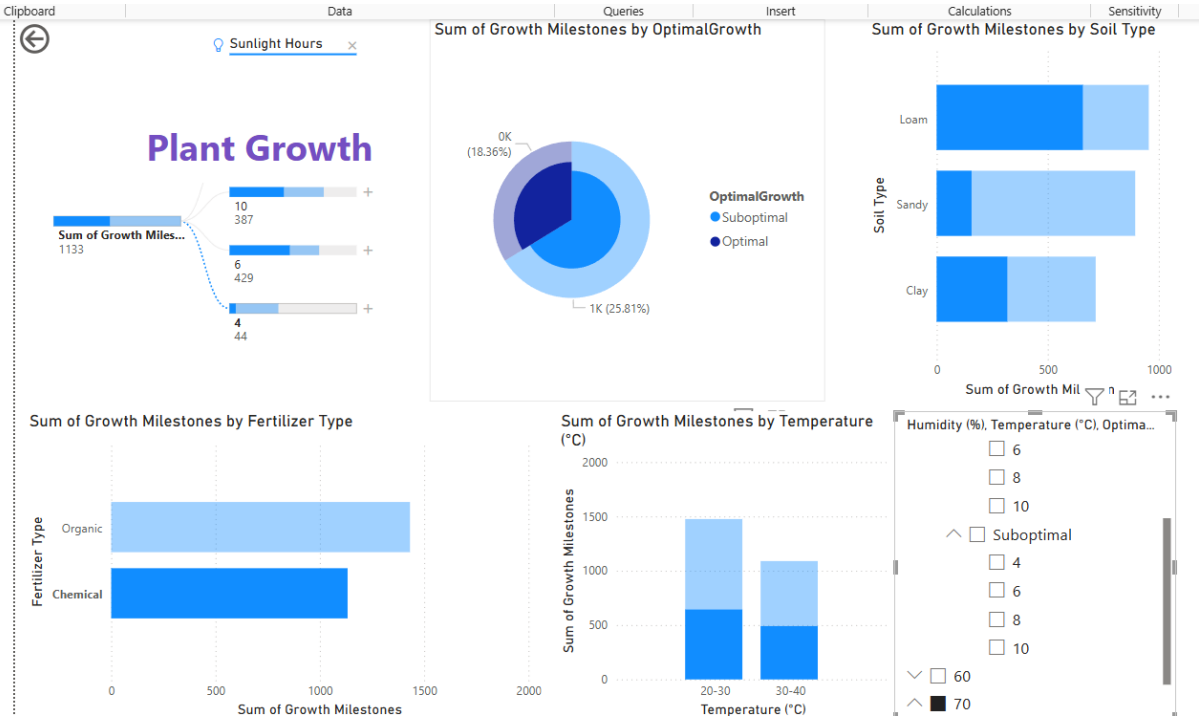 Clipboard
Data
Queries
Insert
Calculations
Sensitivity
Sunlight Hours
Plant Growth
Sum of Growth Miles...
1133
10
387
6
429
4
44
Sum of Growth Milestones by OptimalGrowth
0K
(18.36%)
1K (25.81%)
OptimalGrowth
Suboptimal
Optimal
Sum of Growth Milestones by Soil Type
Soil Type
Loam
Sandy
Clay
0
500
1000
Sum of Growth Mil
n
Sum of Growth Milestones by Fertilizer Type
Fertilizer Type
Organic
Chemical
0
500
1000
1500
2000
Sum of Growth Milestones
Sum of Growth Milestones by Temperature
(°C)
Sum of Growth Milestones
2000
1500
1000
500
0
20-30
30-40
Temperature (°C)
Humidity (%), Temperature (°C), Optima...
6
8
10
Suboptimal
4
6
8
10
60
70